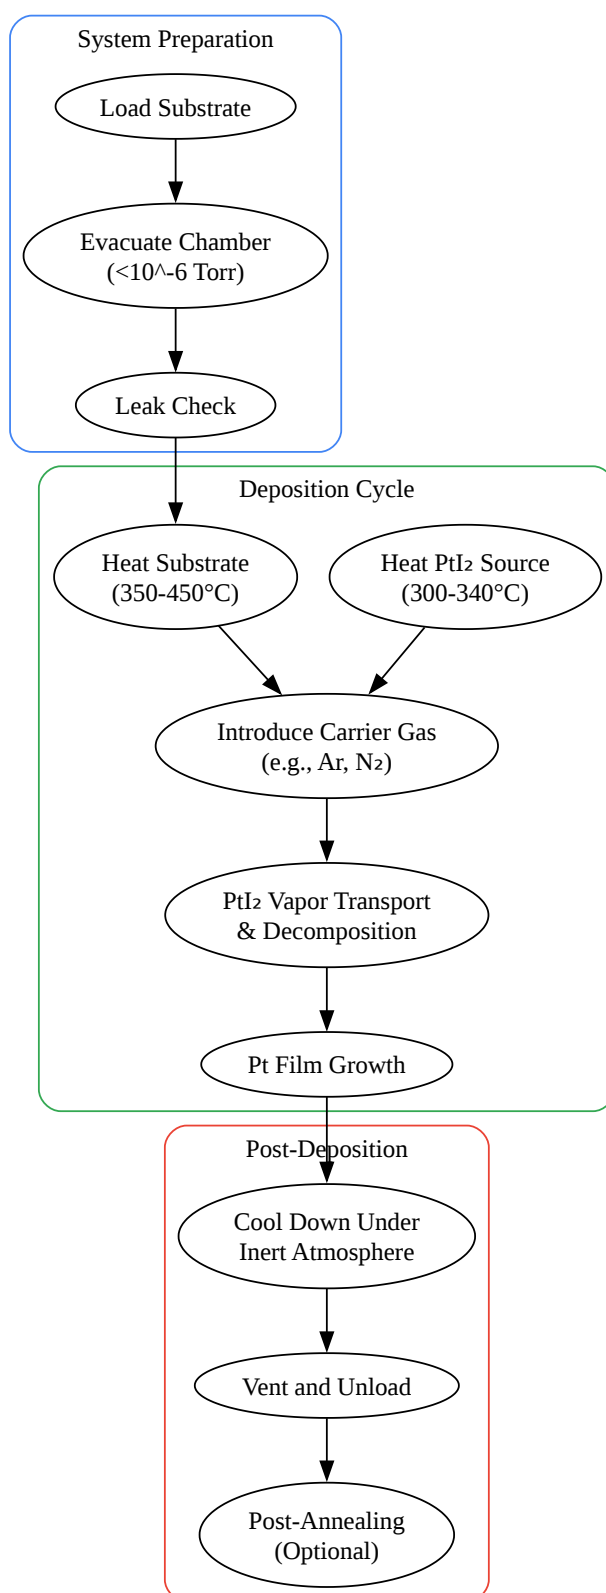 System Preparation
Load Substrate
Evacuate Chamber
(<10^-6 Torr)
Leak Check
Deposition Cycle
Heat Substrate
(350-450°C)
Heat PtI₂ Source
(300-340°C)
Introduce Carrier Gas
(e.g., Ar, N₂)
PtI₂ Vapor Transport
& Decomposition
Pt Film Growth
Post-Deposition
Cool Down Under
Inert Atmosphere
Vent and Unload
Post-Annealing
(Optional)